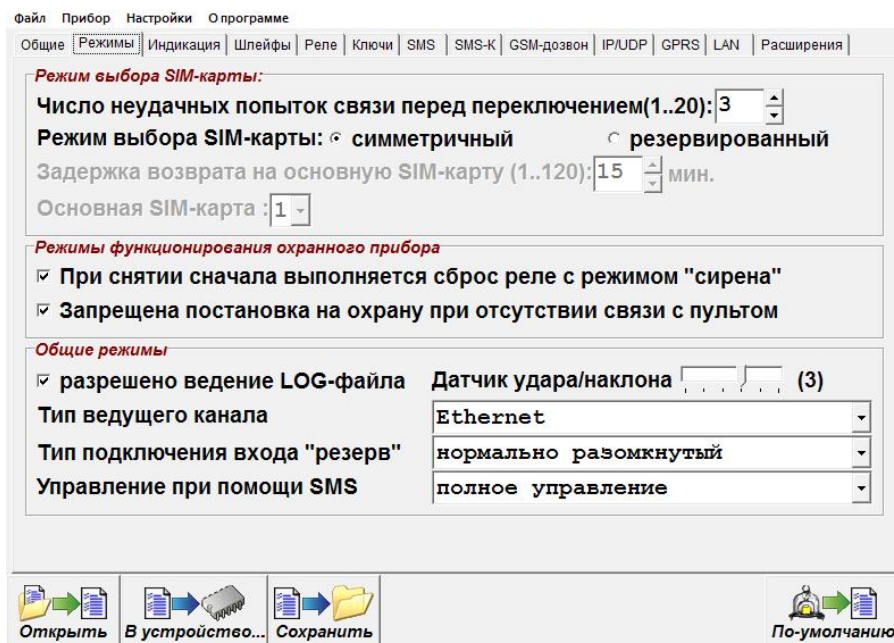 Файл Прибор Настройки О программе
Общие Режимы Индикация Шлейфы Реле Ключи SMS SMS-K GSM-дозвон IP/UDP GPRS LAN Расширения
Режим выбора SIM-карты:
Число неудачных попыток связи перед переключением(1..20): 3
Режим выбора SIM-карты: симметричный резервированный
Задержка возврата на основную SIM-карту (1..120): 15 мин.
Основная SIM-карта : 1
Режимы функционирования охранного прибора
При снятии сначала выполняется сброс реле с режимом "сирена"
Запрещена постановка на охрану при отсутствии связи с пультом
Общие режимы
разрешено ведение LOG-файла Датчик удара/наклона (3)
Тип ведущего канала Ethernet
Тип подключения входа "резерв" нормально разомкнутый
Управление при помощи SMS полное управление
Открыть В устройство... Сохранить По-умолчанию